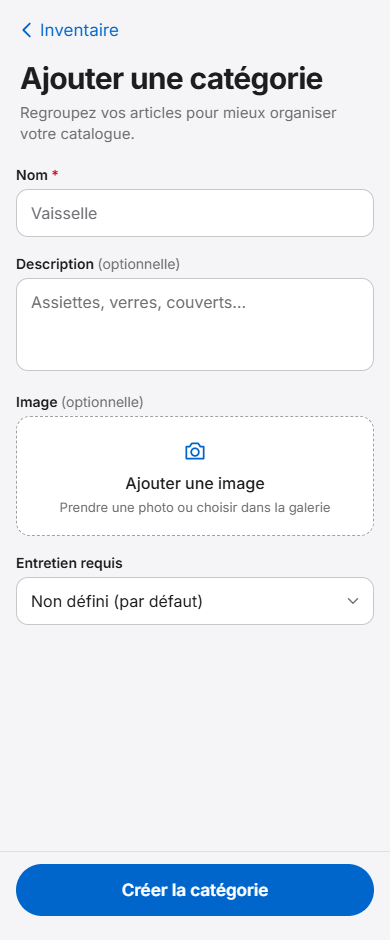 Inventaire
Ajouter une catégorie
Regroupez vos articles pour mieux organiser
votre catalogue.
Nom *
Vaisselle
Description (optionnelle)
Assiettes, verres, couverts...
Image (optionnelle)
Ajouter une image
Prendre une photo ou choisir dans la galerie
Entretien requis
Non défini (par défaut)
Créer la catégorie